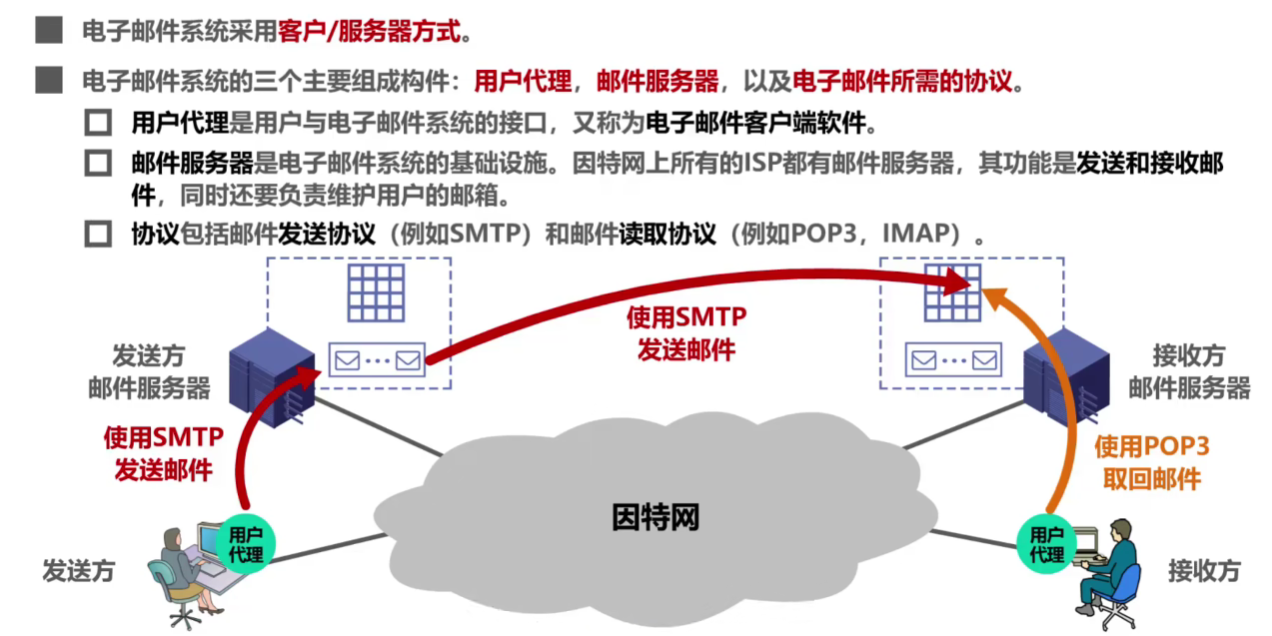 电子邮件系统采用客户/服务器方式。
电子邮件系统的三个主要组成构件：用户代理，邮件服务器，以及电子邮件所需的协议。
用户代理是用户与电子邮件系统的接口，又称为电子邮件客户端软件。
邮件服务器是电子邮件系统的基础设施。因特网上所有的ISP都有邮件服务器，其功能是发送和接收邮
件，同时还要负责维护用户的邮箱。
协议包括邮件发送协议（例如SMTP）和邮件读取协议（例如POP3，IMAP）。
使用SMTP
发送邮件
发送方
邮件服务器
接收方
邮件服务器
使用SMTP
发送邮件
使用POP3
取回邮件
因特网
用户
代理
用户
代理
发送方
接收方